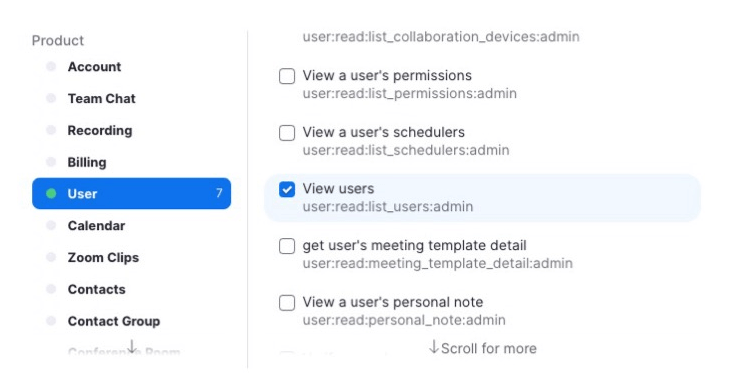 Product
Account
Team Chat
Recording
Billing
User 7
Calendar
Zoom Clips
Contacts
Contact Group
Conference Room
user:read:list_collaboration_devices:admin
View a user's permissions
user:read:list_permissions:admin
View a user's schedulers
user:read:list_schedulers:admin
View users
user:read:list_users:admin
get user's meeting template detail
user:read:meeting_template_detail:admin
View a user's personal note
user:read:personal_note:admin
↓Scroll for more